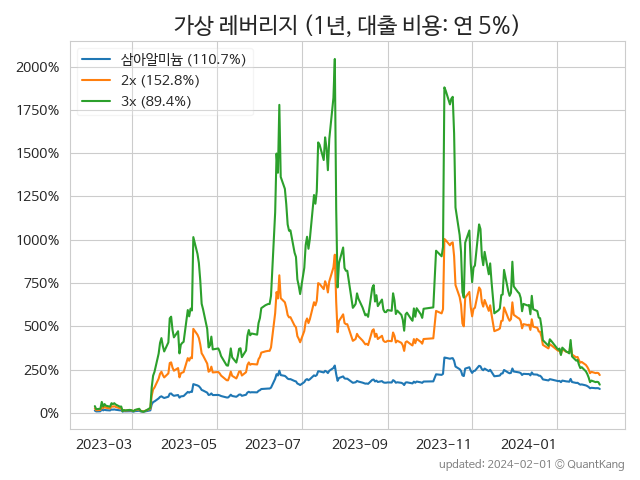 가상 레버리지 (1년, 대출 비용: 연 5%)
삼아알미늄 (110.7%)
2x (152.8%)
3x (89.4%)
2000%
1750%
1500%
1250%
1000%
750%
500%
250%
0%
2023-03 2023-05 2023-07 2023-09 2023-11 2024-01
updated: 2024-02-01 © QuantKang